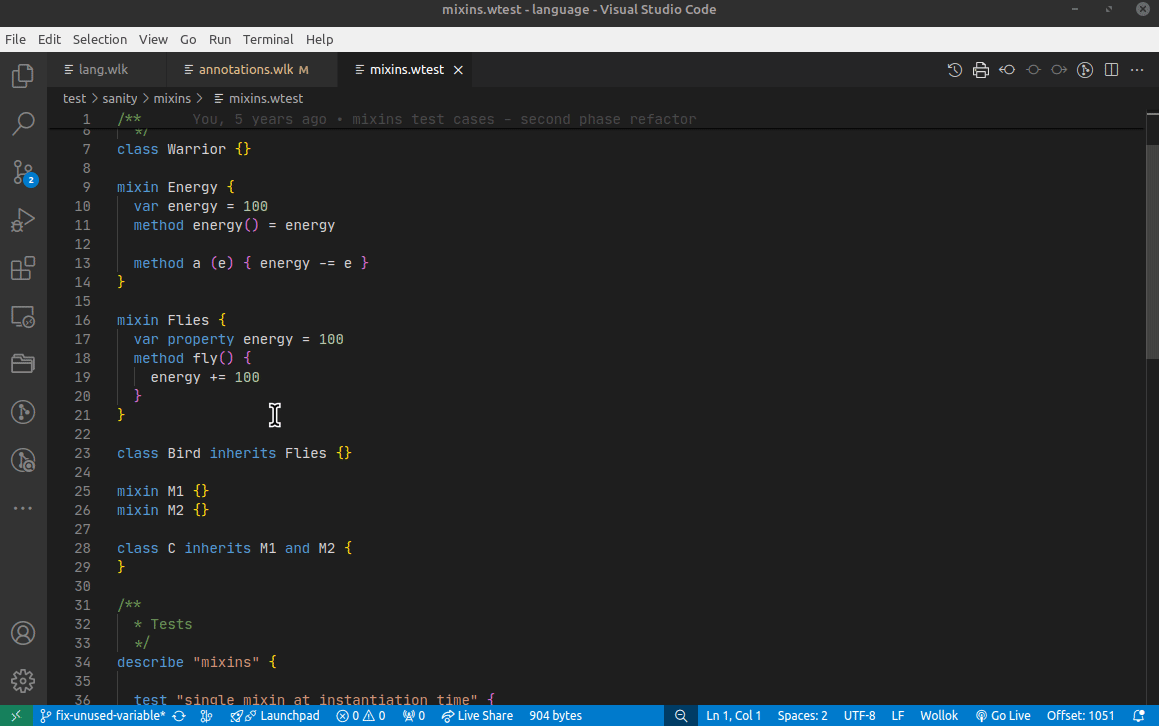 mixins.wtest - language - Visual Studio Code
File Edit Selection View Go Run Terminal Help
lang.wlk annotations.wlk M mixins.wtest
test > sanity > mixins > mixins.wtest
1 /** You, 5 years ago • mixins test cases – second phase refactor
6 */
7 class Warrior {}
8
9 mixin Energy {
10 var energy = 100
11 method energy() = energy
12
13 method a (e) { energy -= e }
14 }
15
16 mixin Flies {
17 var property energy = 100
18 method fly() {
19 energy += 100
20 }
21 }
22
23 class Bird inherits Flies {}
24
25 mixin M1 {}
26 mixin M2 {}
27
28 class C inherits M1 and M2 {
29 }
30
31 /**
32 * Tests
33 */
34 describe "mixins" {
35
36 test "single mixin at instantiation time" {
2
fix-unused-variable* Launchpad 0 0 0 Live Share 904 bytes Ln 1, Col 1 Spaces: 2 UTF-8 LF Wollok Go Live Offset: 1051